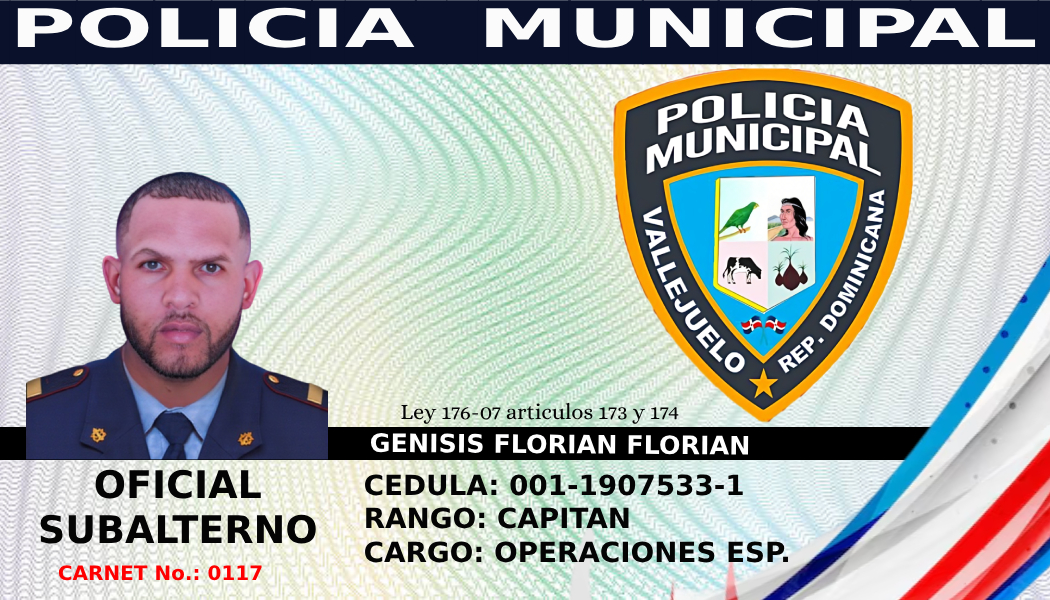 POLICIA MUNICIPAL
POLICIA
MUNICIPAL
VALLEJUELO
REP. DOMINICANA
Ley 176-07 articulos 173 y 174
GENISIS FLORIAN FLORIAN
OFICIAL
SUBALTERNO
CARNET No.: 0117
CEDULA: 001-1907533-1
RANGO: CAPITAN
CARGO: OPERACIONES ESP.